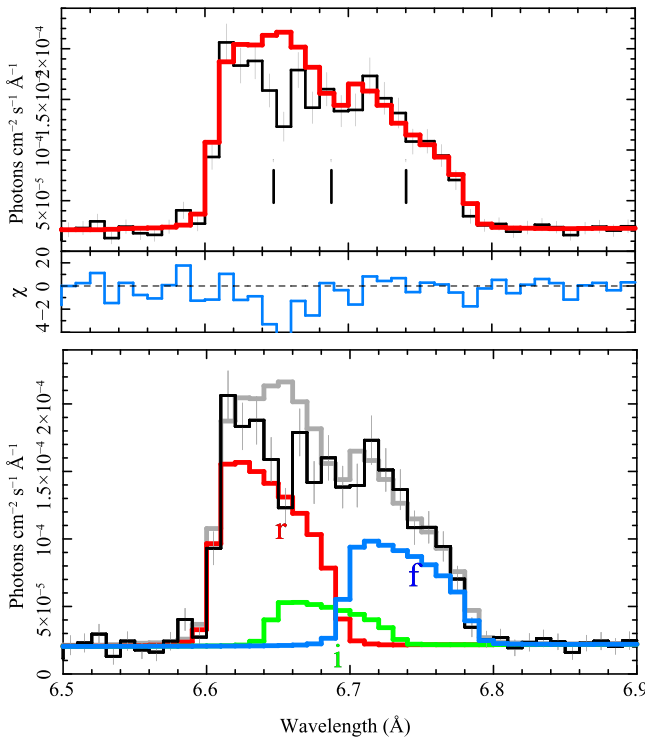 Photons cm⁻² s⁻¹ Å⁻¹
5×10⁻⁵ 10⁻⁴ 1.5×10⁻⁴ 2×10⁻⁴
χ
−4 −2 0 2
Photons cm⁻² s⁻¹ Å⁻¹
0 5×10⁻⁵ 10⁻⁴ 1.5×10⁻⁴ 2×10⁻⁴
r
f
i
6.5 6.6 6.7 6.8 6.9
Wavelength (Å)